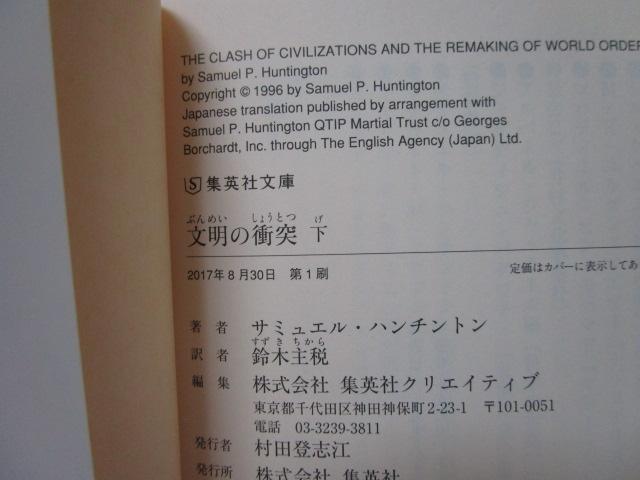 THE CLASH OF CIVILIZATIONS AND THE REMAKING OF WORLD ORDER
by Samuel P. Huntington
Copyright © 1996 by Samuel P. Huntington
Japanese translation published by arrangement with
Samuel P. Huntington QTIP Martial Trust c/o Georges
Borchardt, Inc. through The English Agency (Japan) Ltd.
S 集英社文庫
ぶんめい しょうとつ げ
文明の衝突 下
2017年8月30日 第1刷
定価はカバーに表示してあ
著者 サミュエル・ハンチントン
すずきちから
訳者 鈴木主税
編集 株式会社 集英社クリエイティブ
東京都千代田区神田神保町2-23-1 〒101-0051
電話 03-3239-3811
発行者 村田登志江
発行所 株式会社 集英社